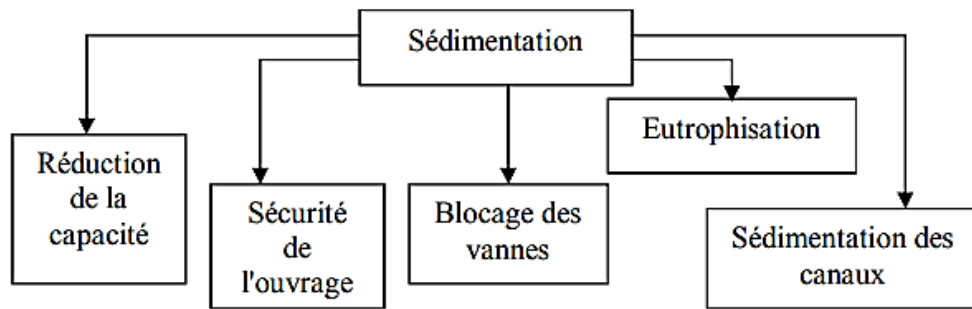 Sédimentation
Réduction
de la
capacité
Sécurité
de
l'ouvrage
Blocage des
vannes
Eutrophisation
Sédimentation des
canaux